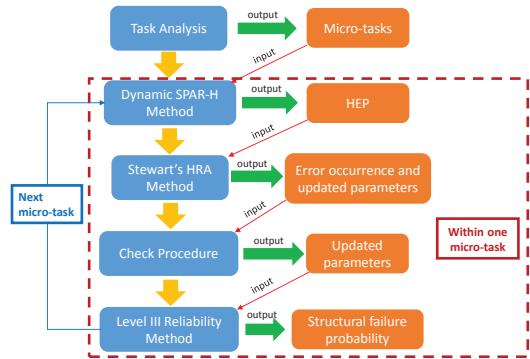 Task Analysis
output
Micro-tasks
input
Dynamic SPAR-H
Method
output
HEP
input
Stewart's HRA
Method
output
Error occurrence and
updated parameters
Next
micro-task
input
Within one
micro-task
Check Procedure
output
Updated
parameters
input
Level III Reliability
Method
output
Structural failure
probability